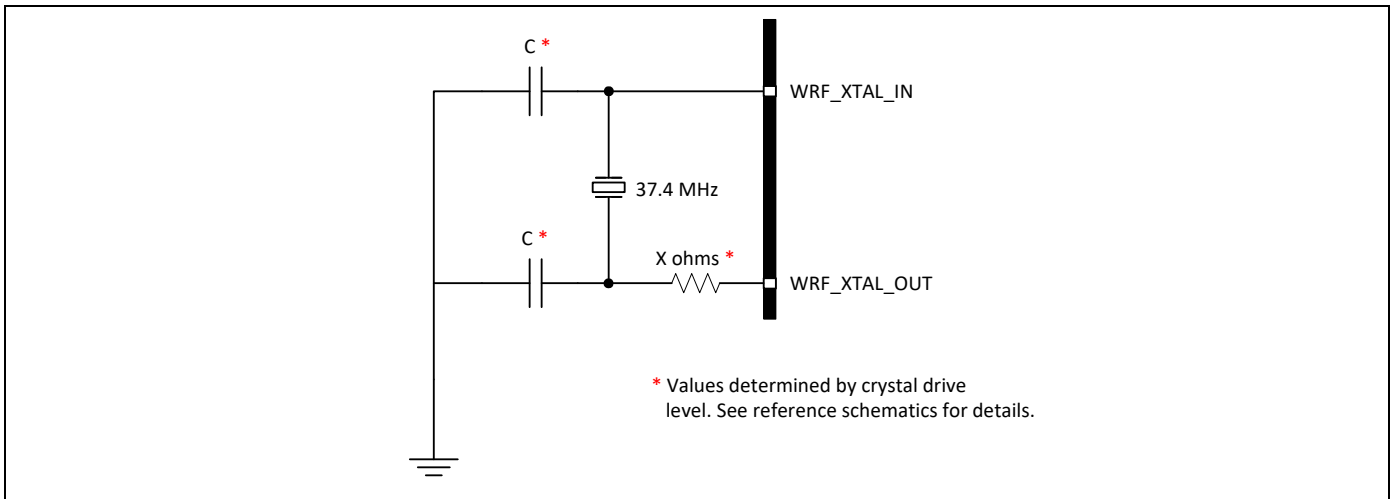 C *
WRF_XTAL_IN
37.4 MHz
C *
X ohms *
WRF_XTAL_OUT
* Values determined by crystal drive
level. See reference schematics for details.